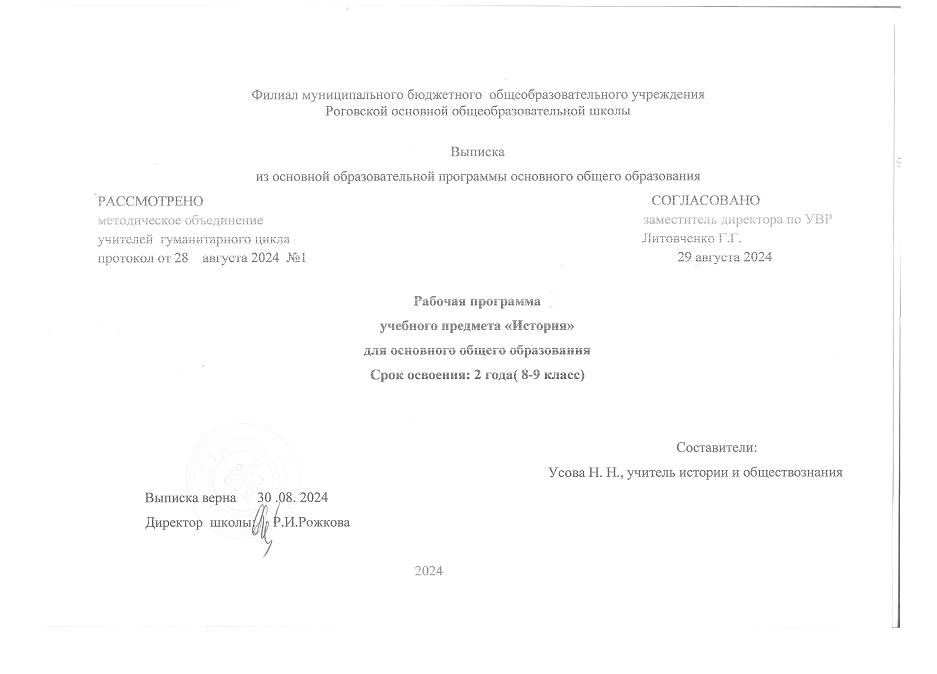 Филиал муниципального бюджетного общеобразовательного учреждения
Роговской основной общеобразовательной школы
Выписка
из основной образовательной программы основного общего образования
РАССМОТРЕНО
методическое объединение
учителей гуманитарного цикла
протокол от 28 августа 2024 №1
СОГЛАСОВАНО
заместитель директора по УВР
Литовченко Г.Г.
29 августа 2024
Рабочая программа
учебного предмета «История»
для основного общего образования
Срок освоения: 2 года( 8-9 класс)
Составители:
Усова Н. Н., учитель истории и обществознания
Выписка верна 30 .08. 2024
Директор школы: Р.И.Рожкова
2024